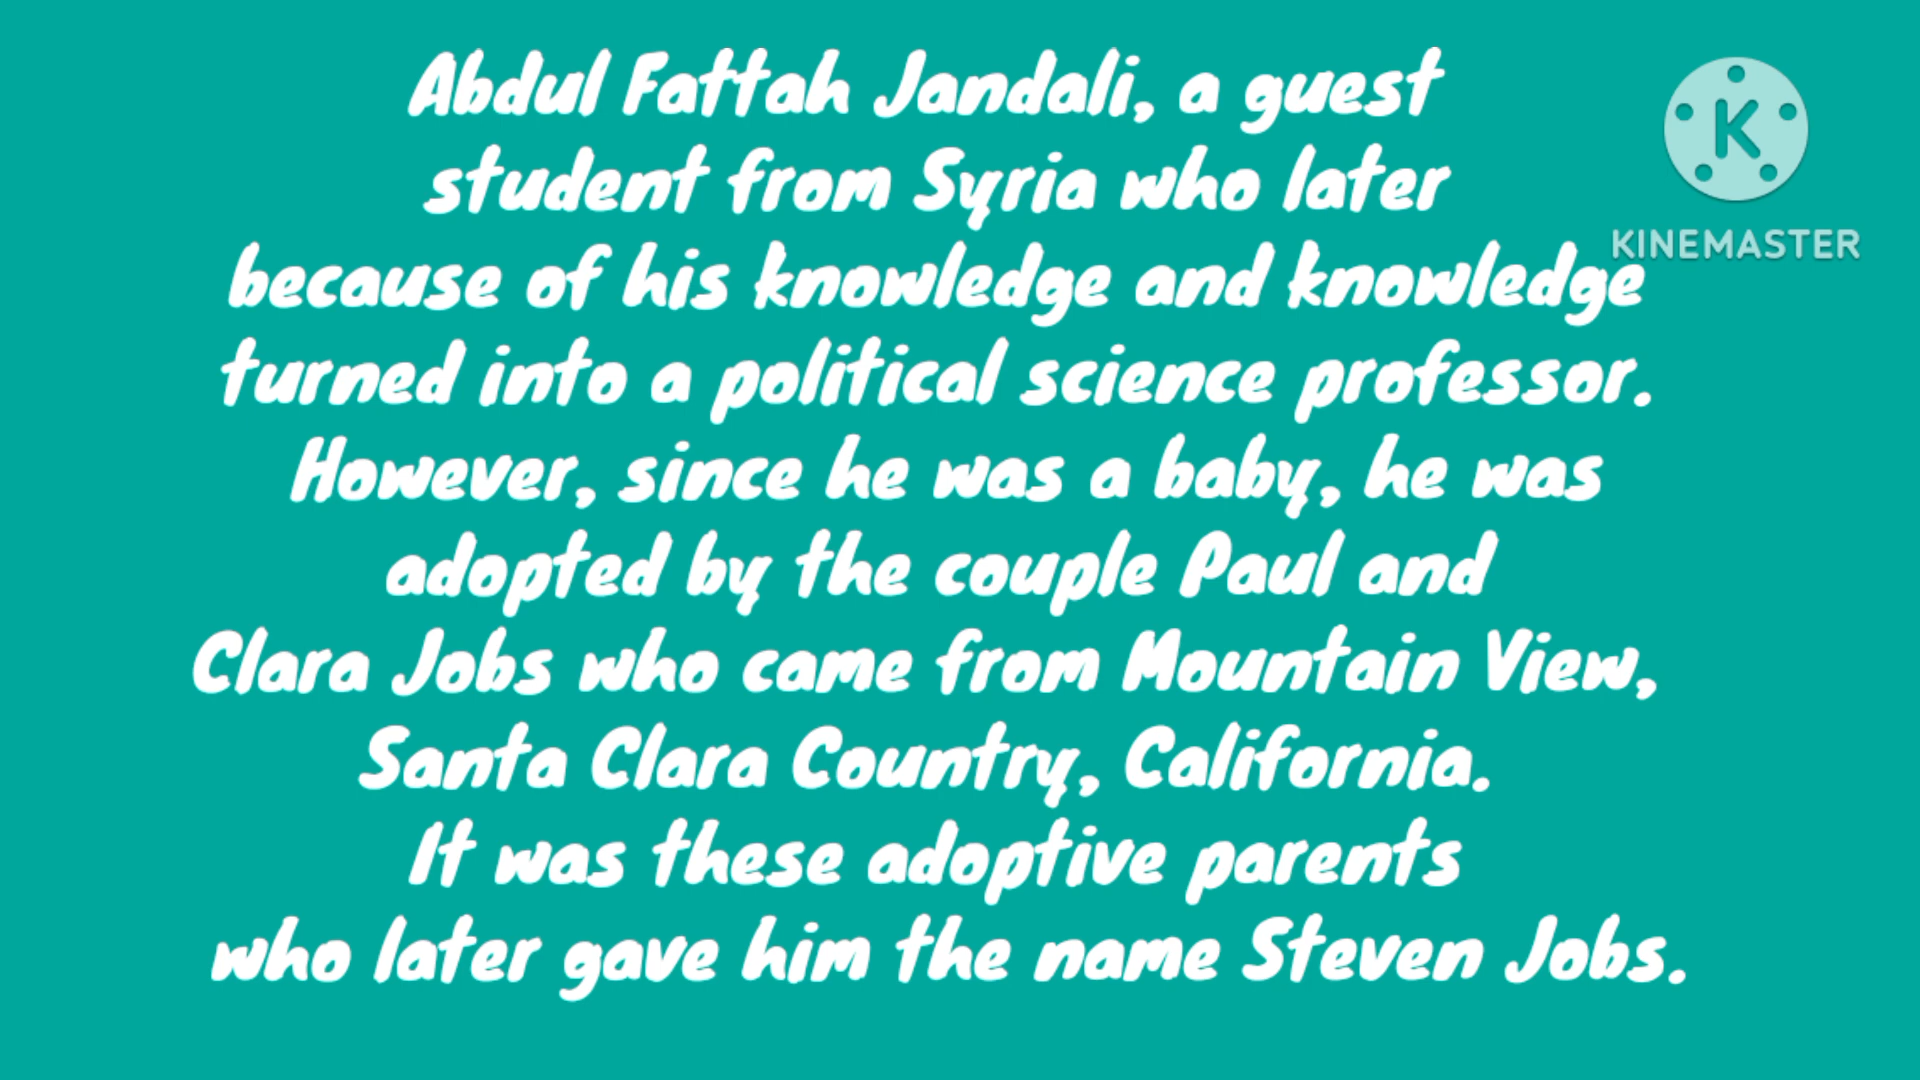 Abdul Fattah Jandali, a guest
student from Syria who later
because of his knowledge and knowledge
turned into a political science professor.
However, since he was a baby, he was
adopted by the couple Paul and
Clara Jobs who came from Mountain View,
Santa Clara Country, California.
It was these adoptive parents
who later gave him the name Steven Jobs.
K
KINEMASTER